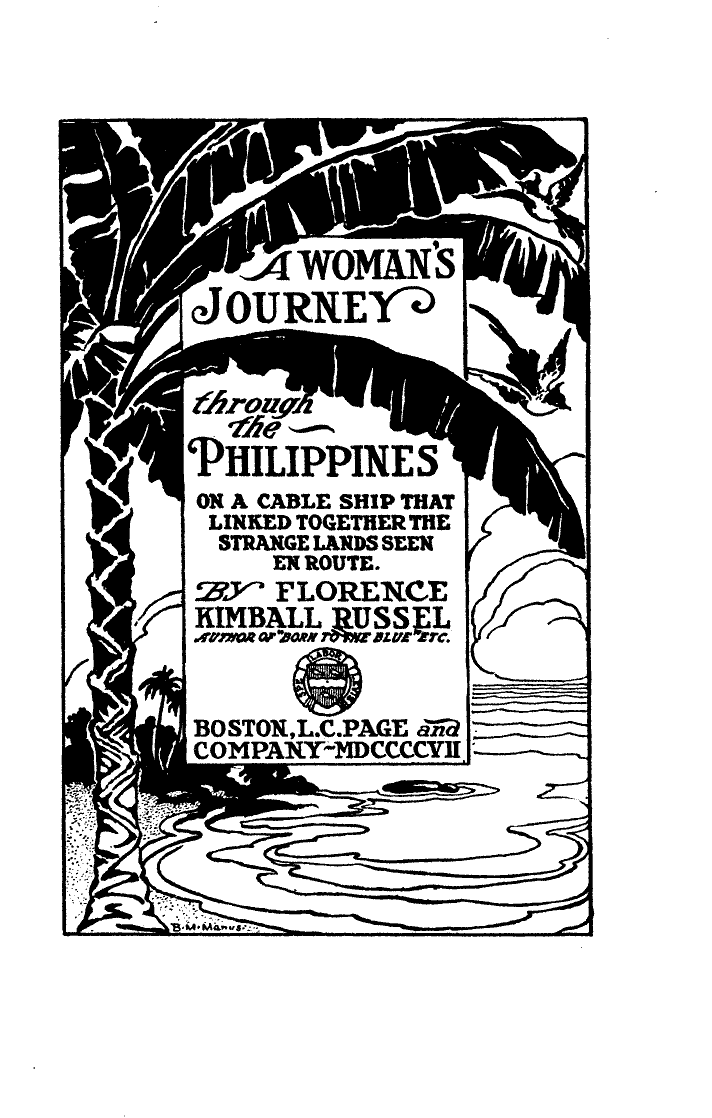 A WOMAN'S
JOURNEY
through
the
PHILIPPINES
ON A CABLE SHIP THAT
LINKED TOGETHER THE
STRANGE LANDS SEEN
EN ROUTE.
By FLORENCE
KIMBALL RUSSEL
AUTHOR OF "BORN TO THE BLUE" ETC.
LABOR
BOSTON, L.C. PAGE and
COMPANY~MDCCCCVII
B.M.Manus